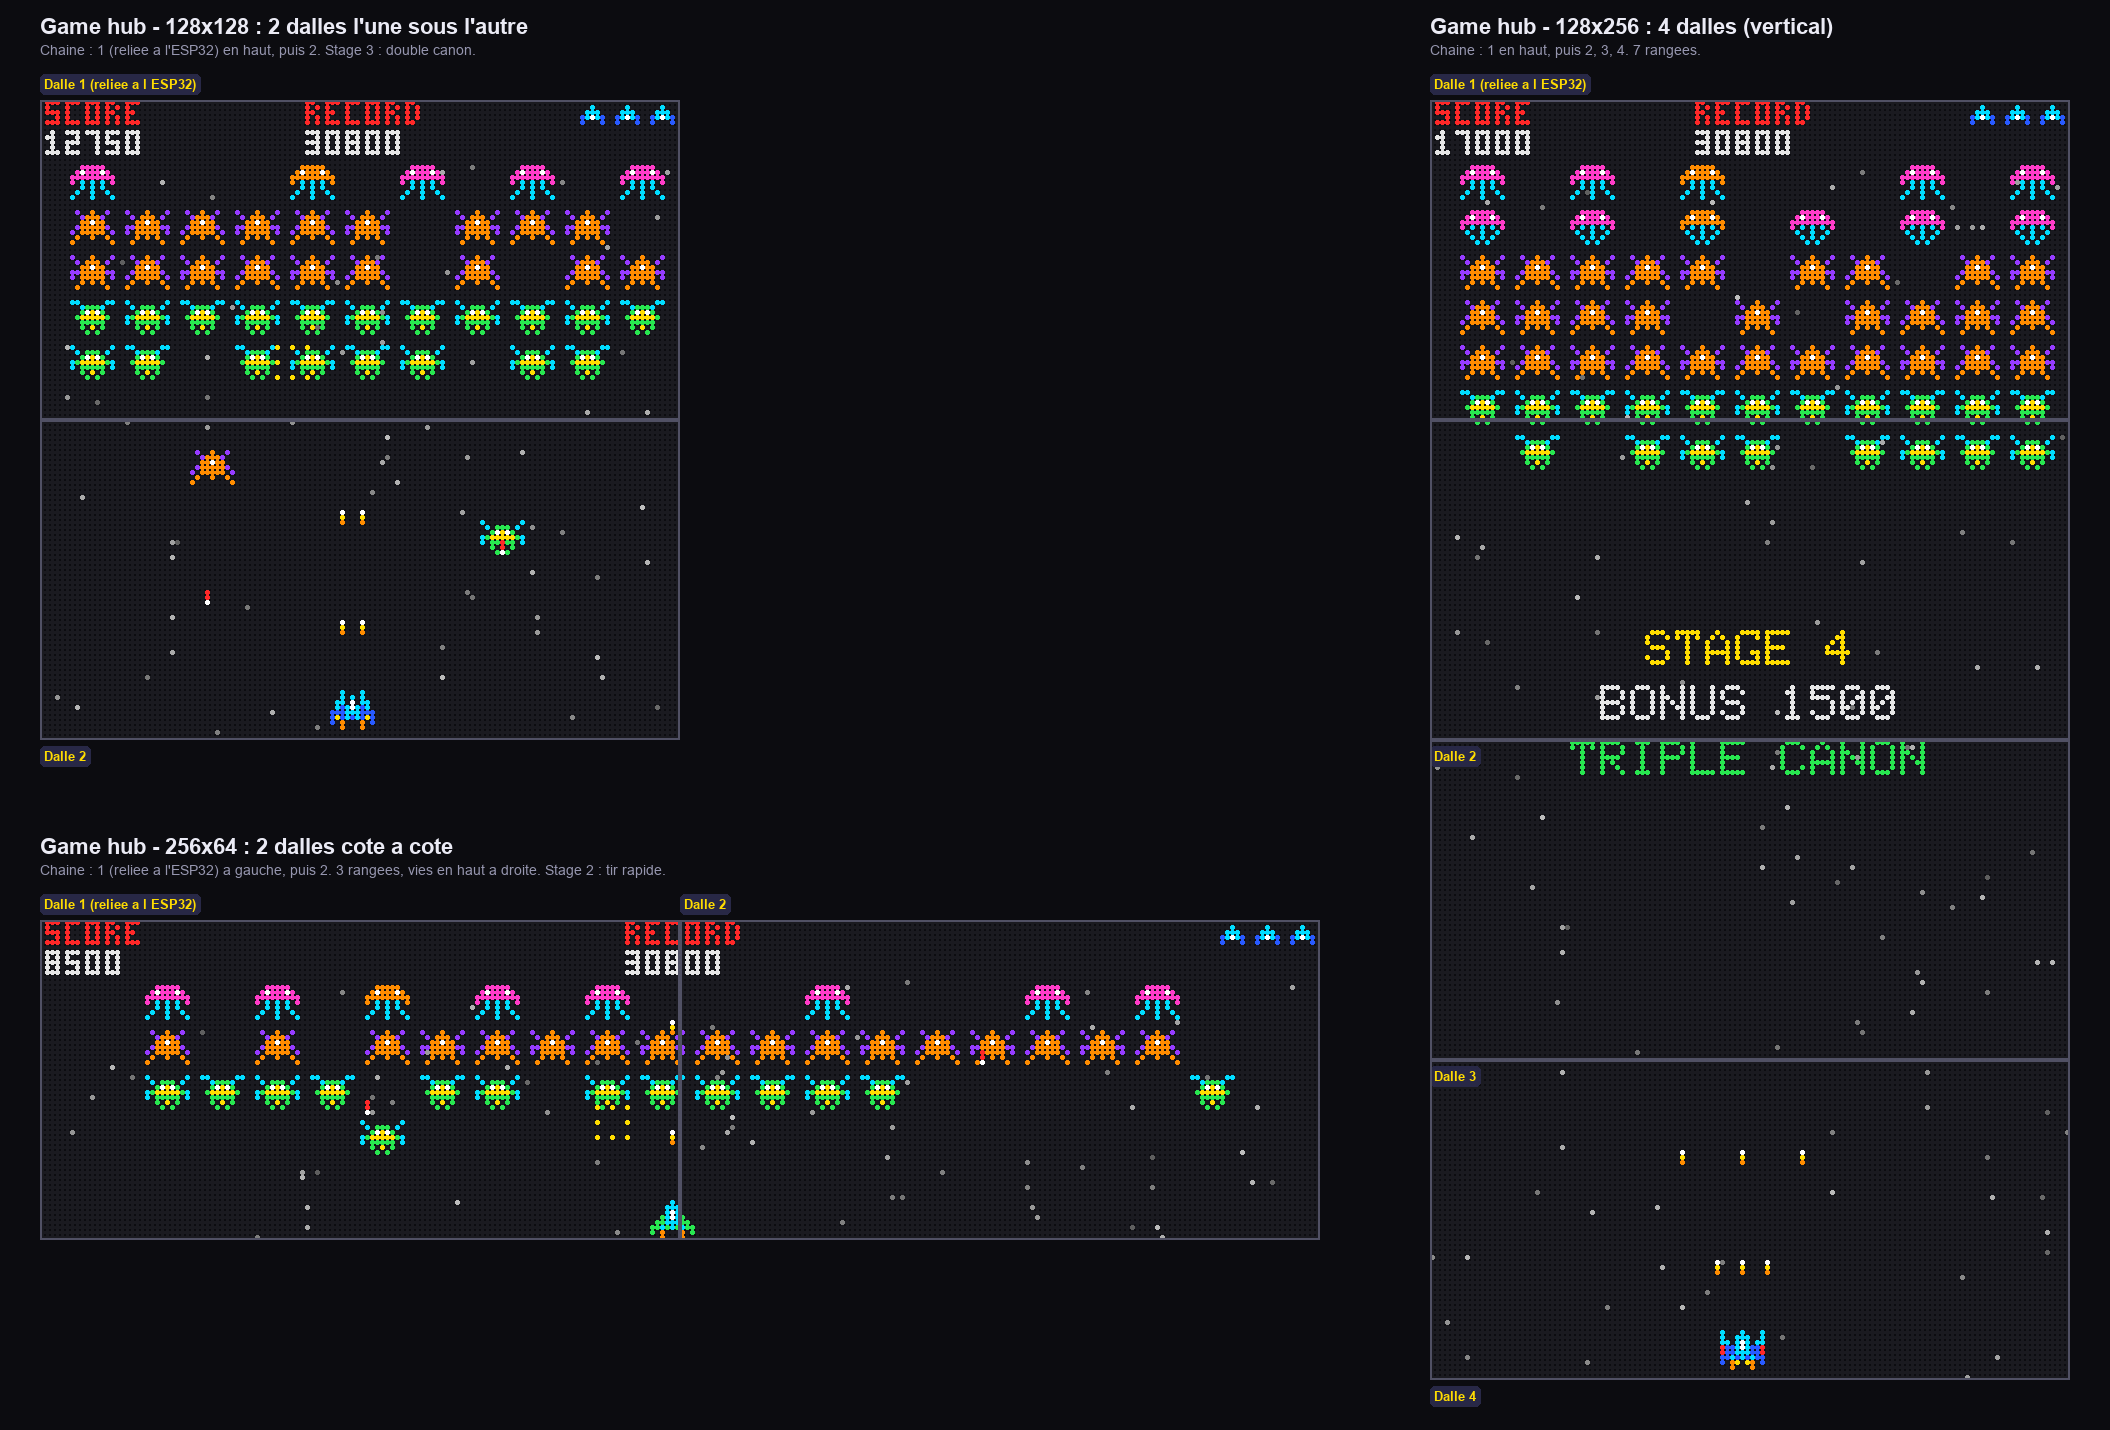 Game hub - 128x128 : 2 dalles l'une sous l'autre
Chaine : 1 (reliee a l'ESP32) en haut, puis 2. Stage 3 : double canon.
Dalle 1 (reliee a l ESP32)
SCORE RECORD
12750 30800
Dalle 2
Game hub - 256x64 : 2 dalles cote a cote
Chaine : 1 (reliee a l'ESP32) a gauche, puis 2. 3 rangees, vies en haut a droite. Stage 2 : tir rapide.
Dalle 1 (reliee a l ESP32) Dalle 2
SCORE RECORD
8500 30800
Game hub - 128x256 : 4 dalles (vertical)
Chaine : 1 en haut, puis 2, 3, 4. 7 rangees.
Dalle 1 (reliee a l ESP32)
SCORE RECORD
17000 30800
STAGE 4
BONUS 1500
Dalle 2
TRIPLE CANON
Dalle 3
Dalle 4